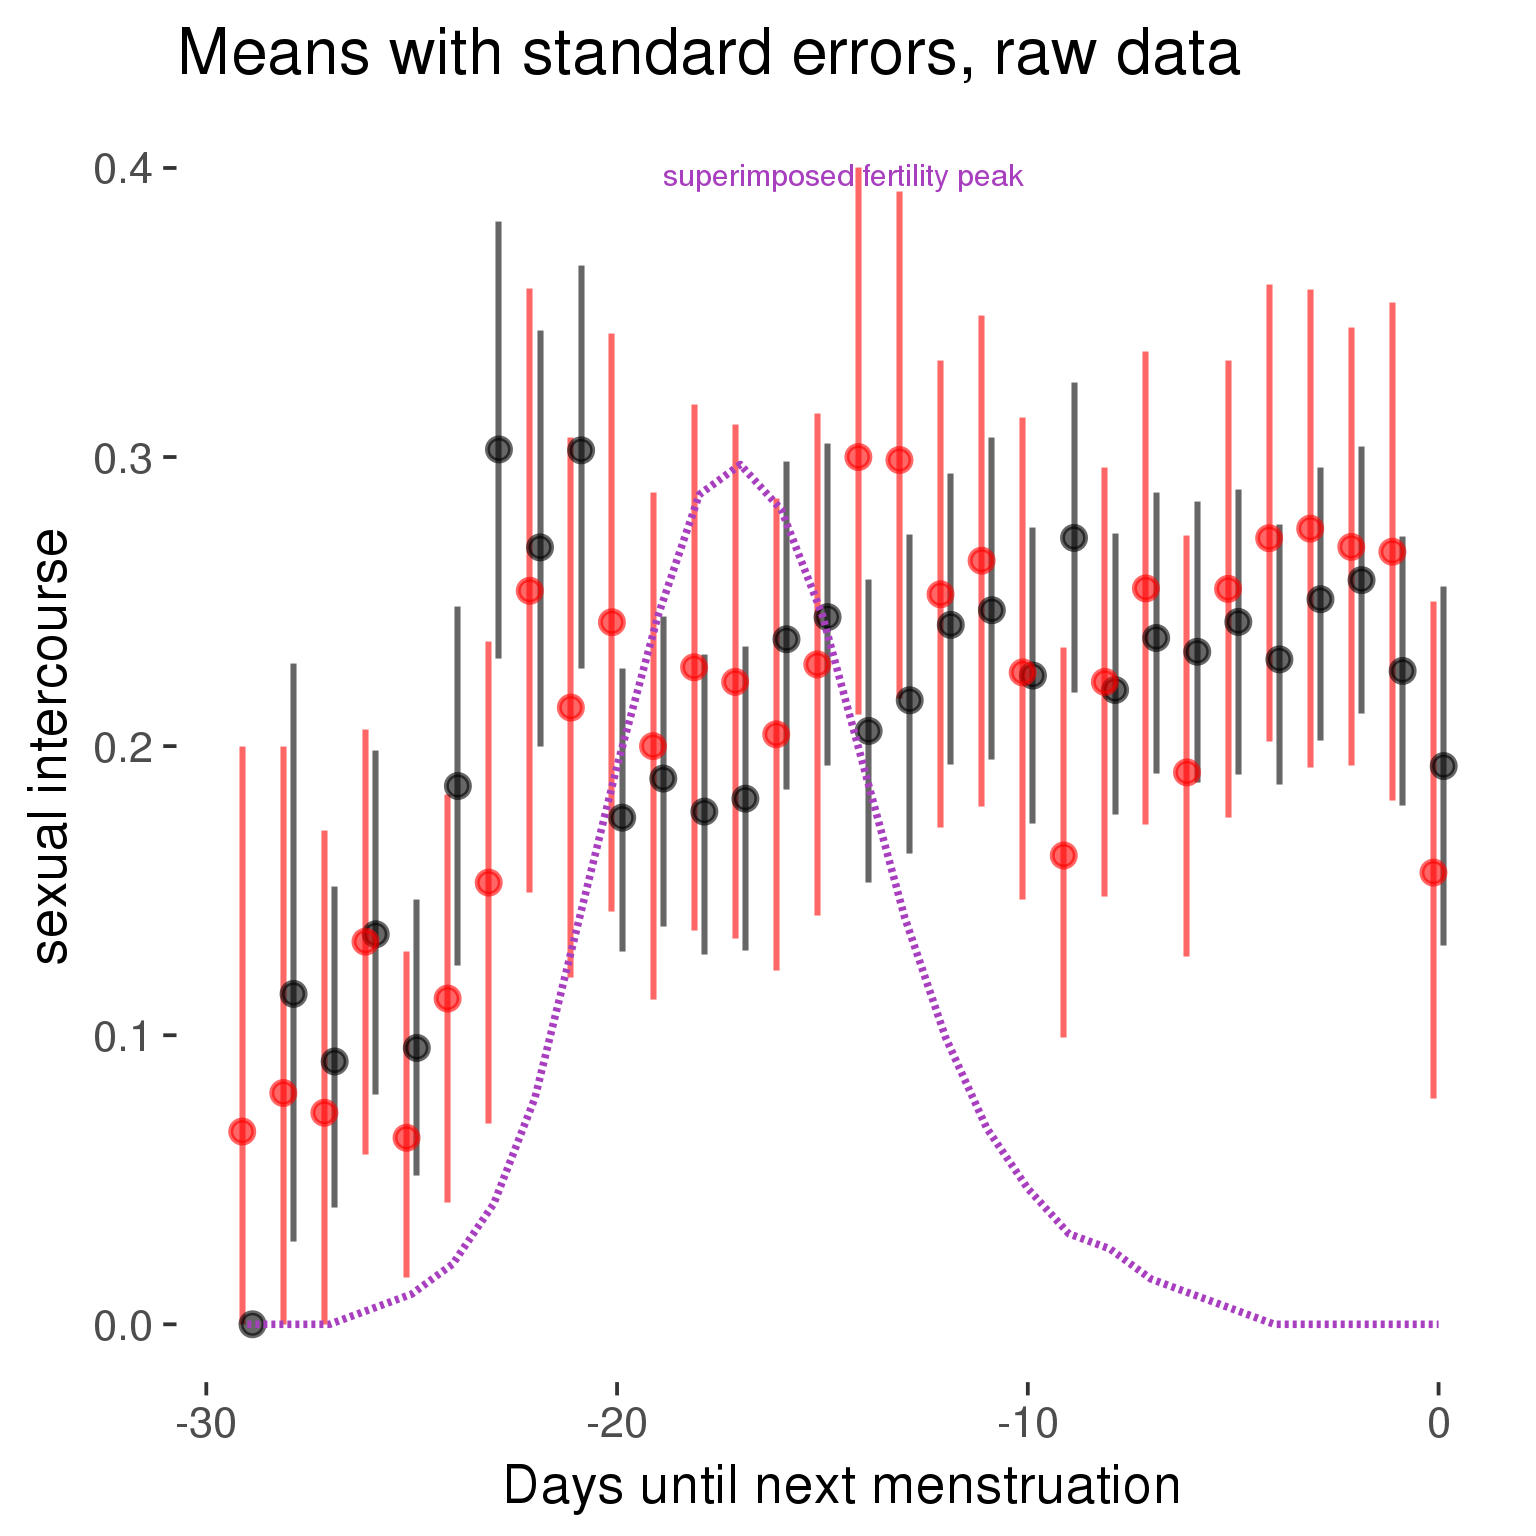 Means with standard errors, raw data
superimposed fertility peak
0.4
0.3
0.2
0.1
0.0
sexual intercourse
-30 -20 -10 0
Days until next menstruation